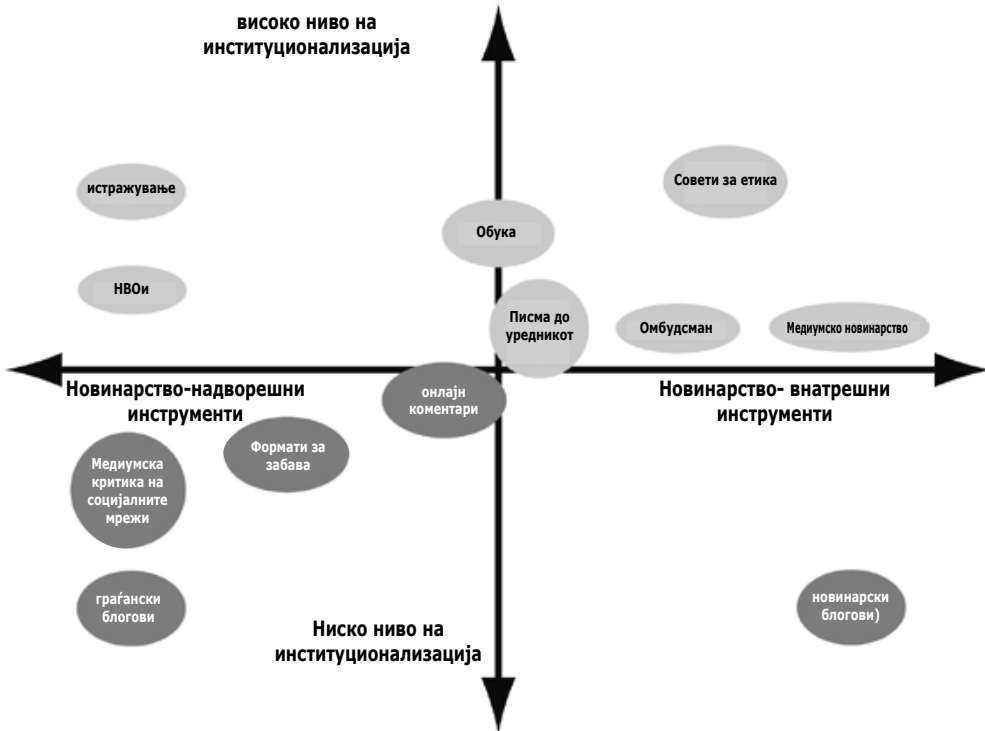 високо ниво на
институционализација
истражување
Совети за етика
Обука
НВОи
Писма до
уредникот
Омбудсман
Медиумско новинарство
Новинарство-надворешни
инструменти
онлајн
коментари
Новинарство- внатрешни
инструменти
Формати за
забава
Медиумска
критика на
социјалните
мрежи
граѓански
блогови
новинарски
блогови)
Ниско ниво на
институционализација